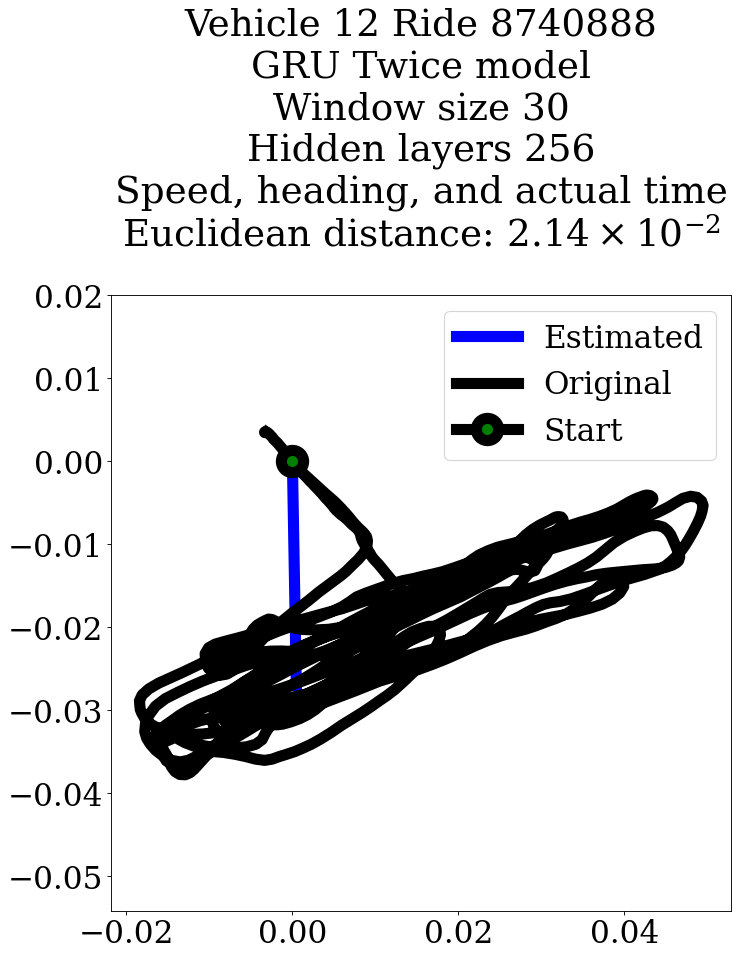 Vehicle 12 Ride 8740888
GRU Twice model
Window size 30
Hidden layers 256
Speed, heading, and actual time
Euclidean distance: 2.14 × 10⁻²
Estimated
Original
Start
0.02
0.01
0.00
−0.01
−0.02
−0.03
−0.04
−0.05
−0.02 0.00 0.02 0.04